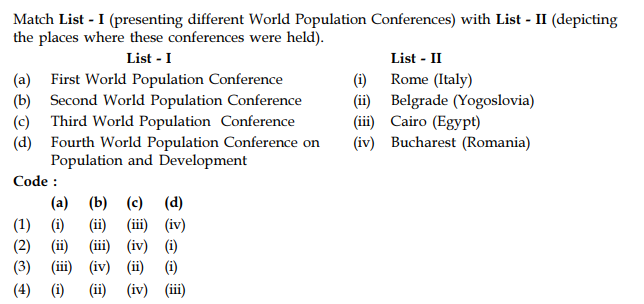 Match List - I (presenting different World Population Conferences) with List - II (depicting
the places where these conferences were held).
List - I List - II
(a) First World Population Conference (i) Rome (Italy)
(b) Second World Population Conference (ii) Belgrade (Yogoslovia)
(c) Third World Population Conference (iii) Cairo (Egypt)
(d) Fourth World Population Conference on (iv) Bucharest (Romania)
Population and Development
Code :
(a) (b) (c) (d)
(1) (i) (ii) (iii) (iv)
(2) (ii) (iii) (iv) (i)
(3) (iii) (iv) (ii) (i)
(4) (i) (ii) (iv) (iii)